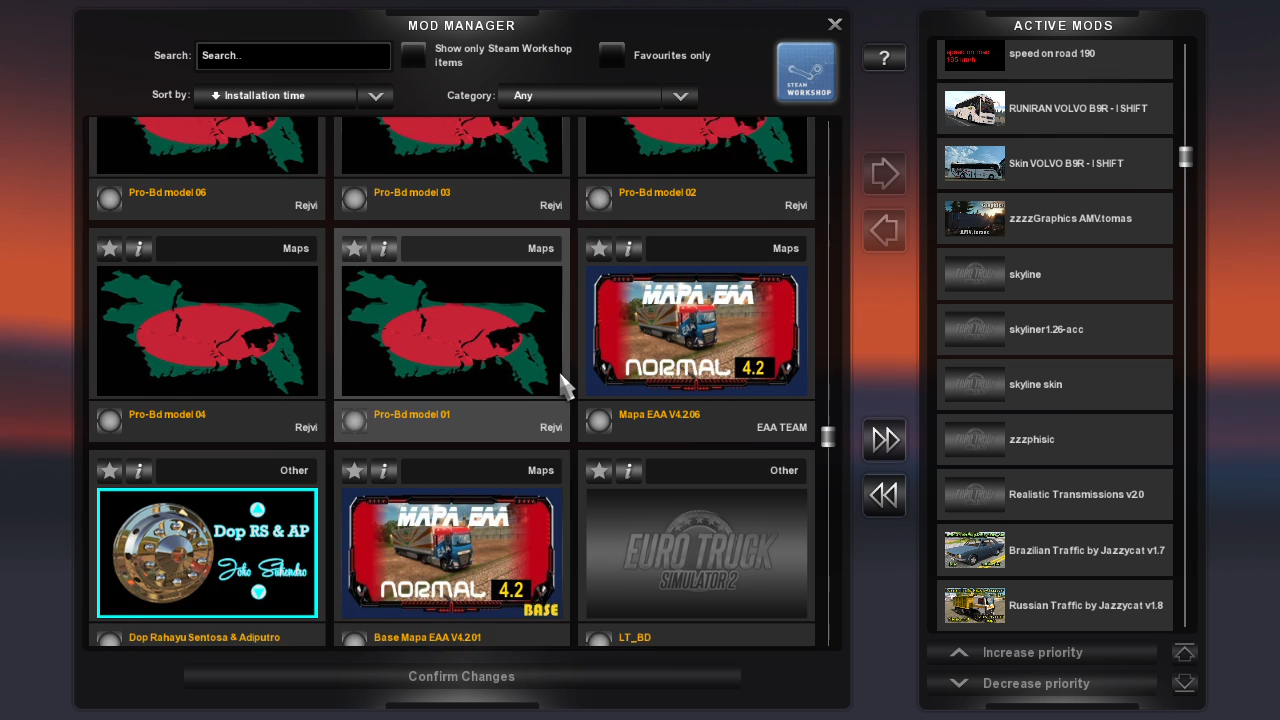 MOD MANAGER
Search:
Search..
Show only Steam Workshop
items
Favourites only
STEAM
WORKSHOP
Sort by:
Installation time
Category:
Any
Pro-Bd model 06
Rejvi
Pro-Bd model 03
Rejvi
Pro-Bd model 02
Rejvi
Maps
Maps
Maps
MAPA EAA
NORMAL 4.2
Pro-Bd model 04
Rejvi
Pro-Bd model 01
Rejvi
Mapa EAA V4.2.06
EAA TEAM
Other
Maps
Other
Dop RS & AP
Joko Suhendro
MAPA EAA
NORMAL 4.2
BASE
EURO TRUCK
SIMULATOR 2
Dop Rahayu Sentosa & Adiputro
Base Mapa EAA V4.2.01
LT_BD
Confirm Changes
?
ACTIVE MODS
speed on road 190
RUNIRAN VOLVO B9R - I SHIFT
Skin VOLVO B9R - I SHIFT
Graphics
AMV.tomas
zzzzGraphics AMV.tomas
skyline
skyliner1.26-acc
skyline skin
zzzphisic
Realistic Transmissions v2.0
Brazilian Traffic by Jazzycat v1.7
Russian Traffic by Jazzycat v1.8
Increase priority
Decrease priority